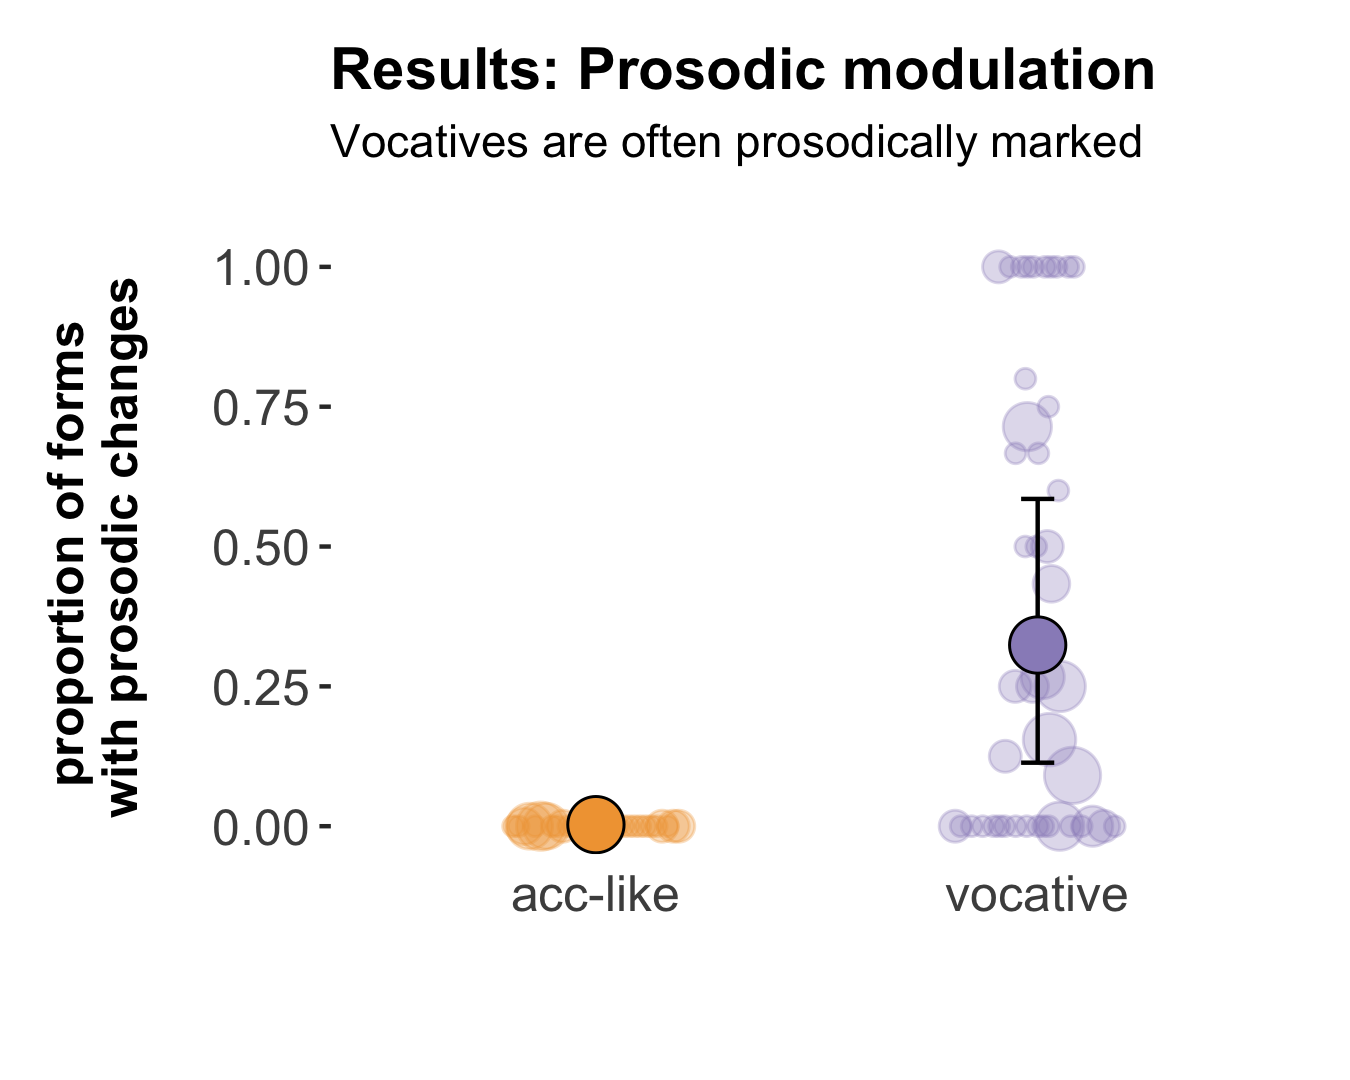 Results: Prosodic modulation
Vocatives are often prosodically marked
proportion of forms
with prosodic changes
1.00
0.75
0.50
0.25
0.00
acc-like
vocative